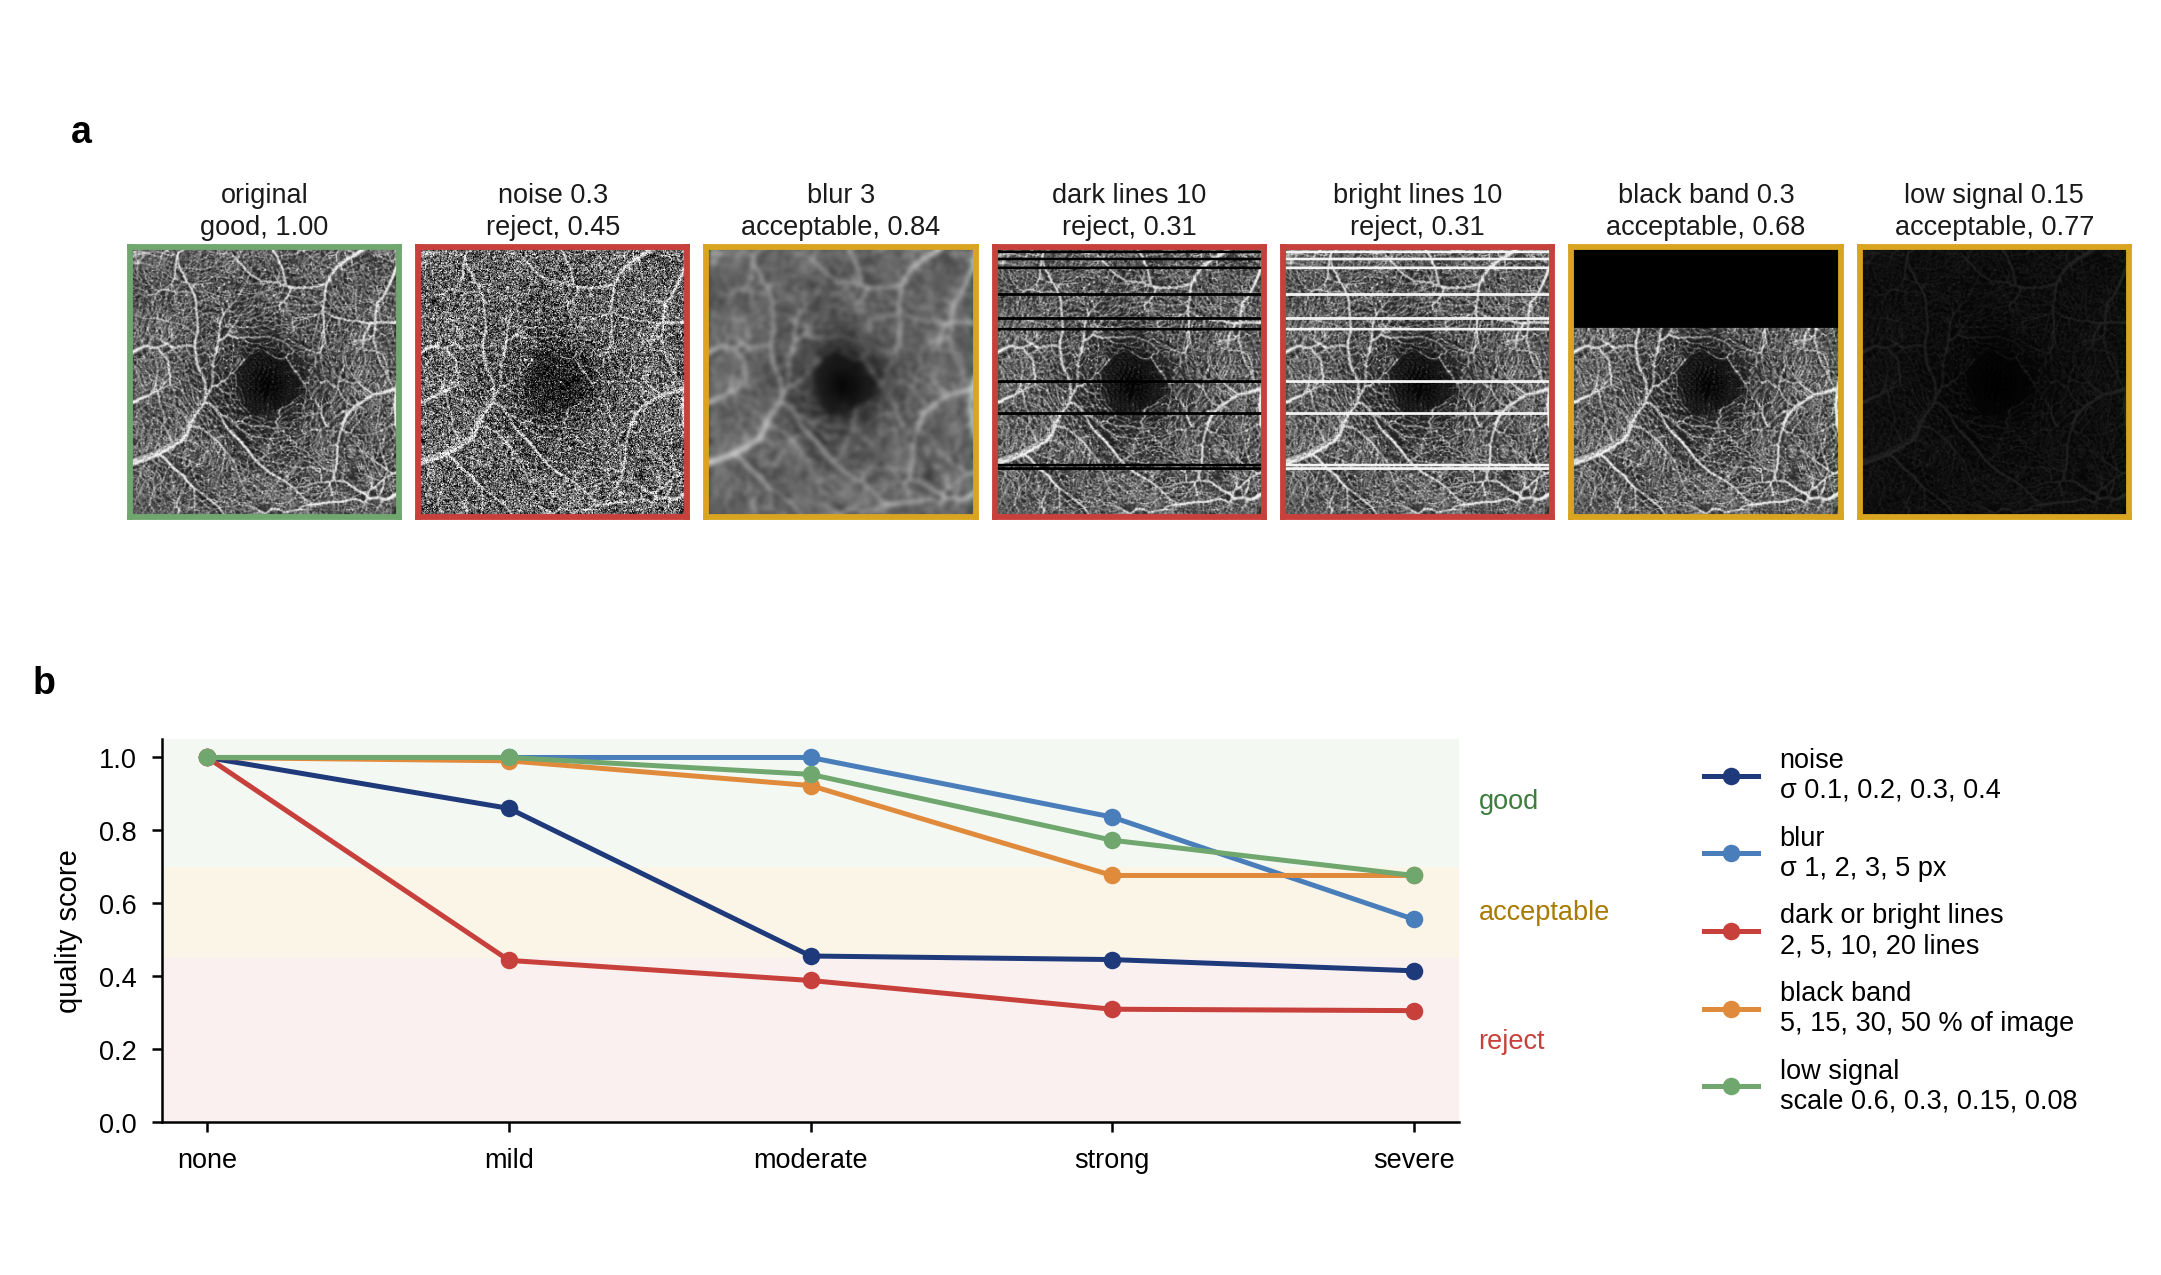 a
original
good, 1.00
noise 0.3
reject, 0.45
blur 3
acceptable, 0.84
dark lines 10
reject, 0.31
bright lines 10
reject, 0.31
black band 0.3
acceptable, 0.68
low signal 0.15
acceptable, 0.77
b
quality score
1.0
0.8
0.6
0.4
0.2
0.0
none
mild
moderate
strong
severe
good
acceptable
reject
noise
σ 0.1, 0.2, 0.3, 0.4
blur
σ 1, 2, 3, 5 px
dark or bright lines
2, 5, 10, 20 lines
black band
5, 15, 30, 50 % of image
low signal
scale 0.6, 0.3, 0.15, 0.08